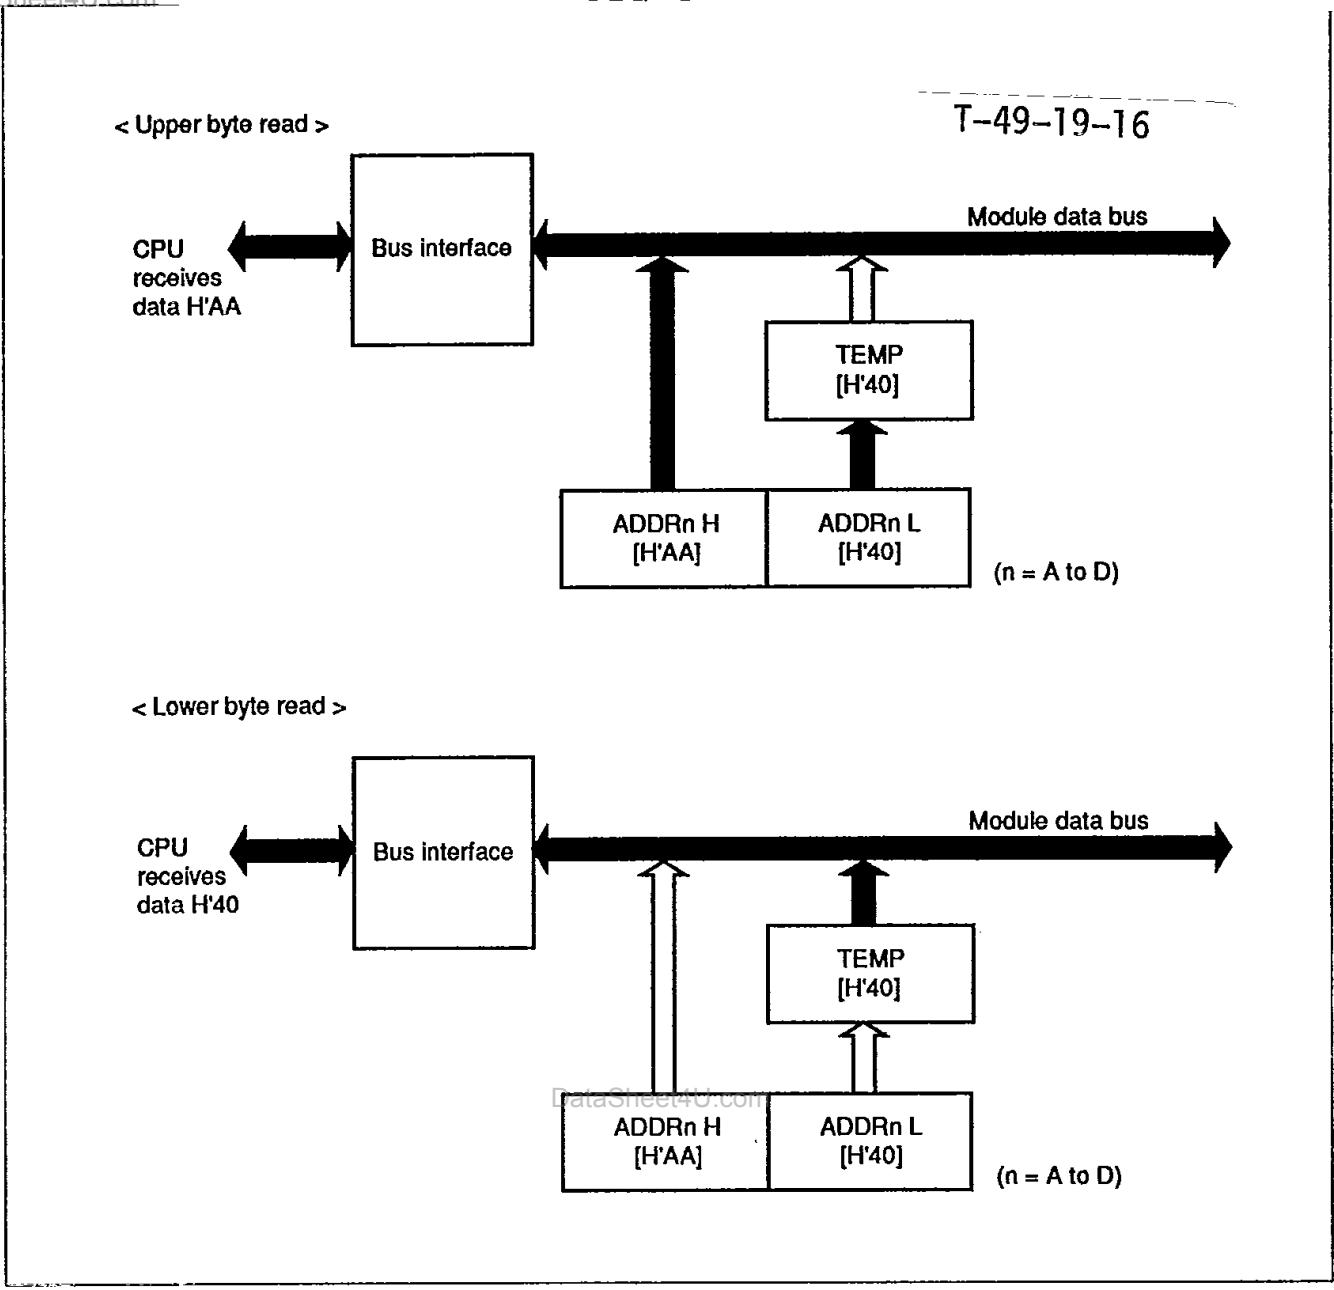 T-49-19-16
< Upper byte read >
Module data bus
CPU
receives
data H'AA
Bus interface
TEMP
[H'40]
ADDRn H
[H'AA]
ADDRn L
[H'40]
(n = A to D)
< Lower byte read >
Module data bus
CPU
receives
data H'40
Bus interface
TEMP
[H'40]
DataSheet4U.com
ADDRn H
[H'AA]
ADDRn L
[H'40]
(n = A to D)